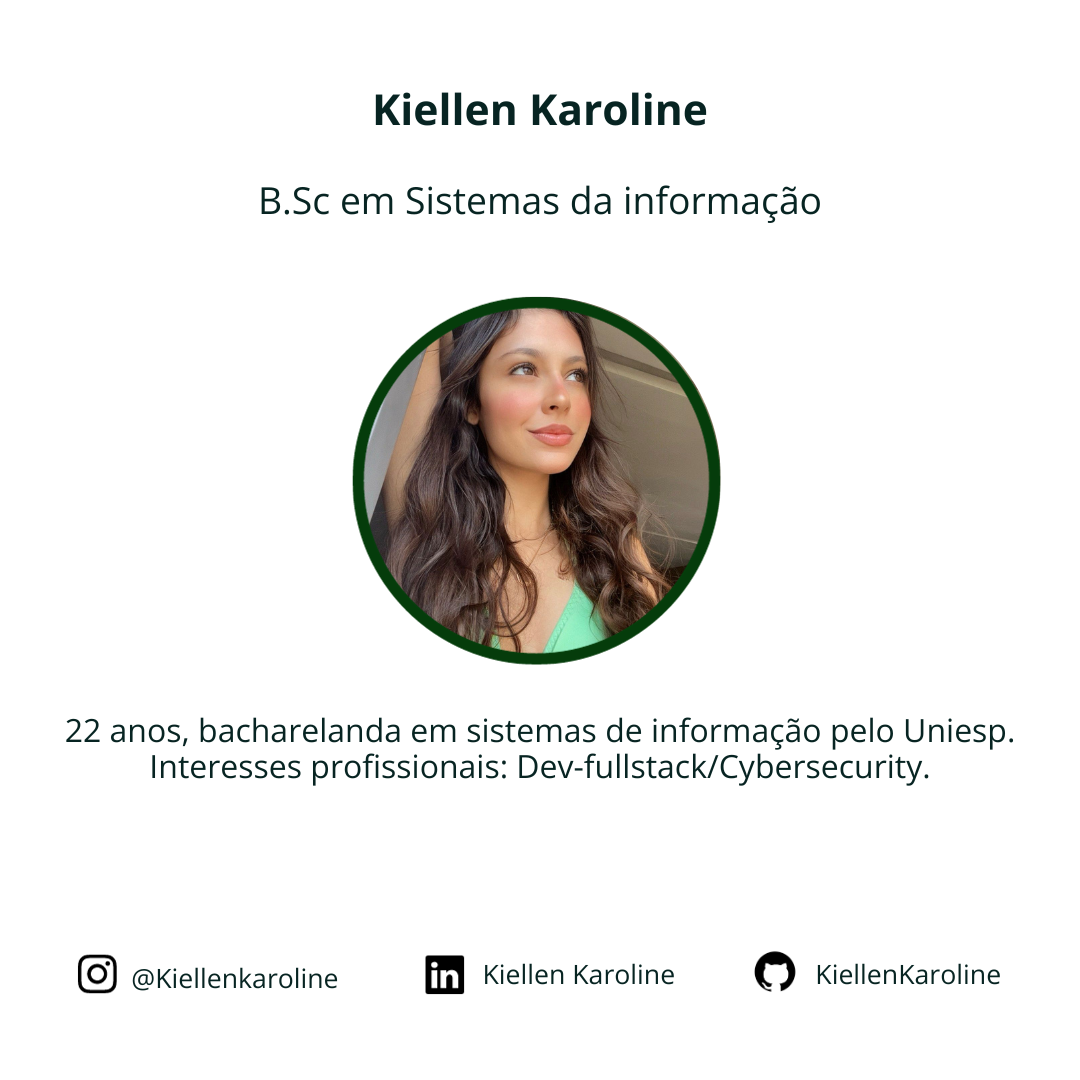 Kiellen Karoline
B.Sc em Sistemas da informação
22 anos, bacharelanda em sistemas de informação pelo Uniesp.
Interesses profissionais: Dev-fullstack/Cybersecurity.
@Kiellenkaroline
in Kiellen Karoline
KiellenKaroline